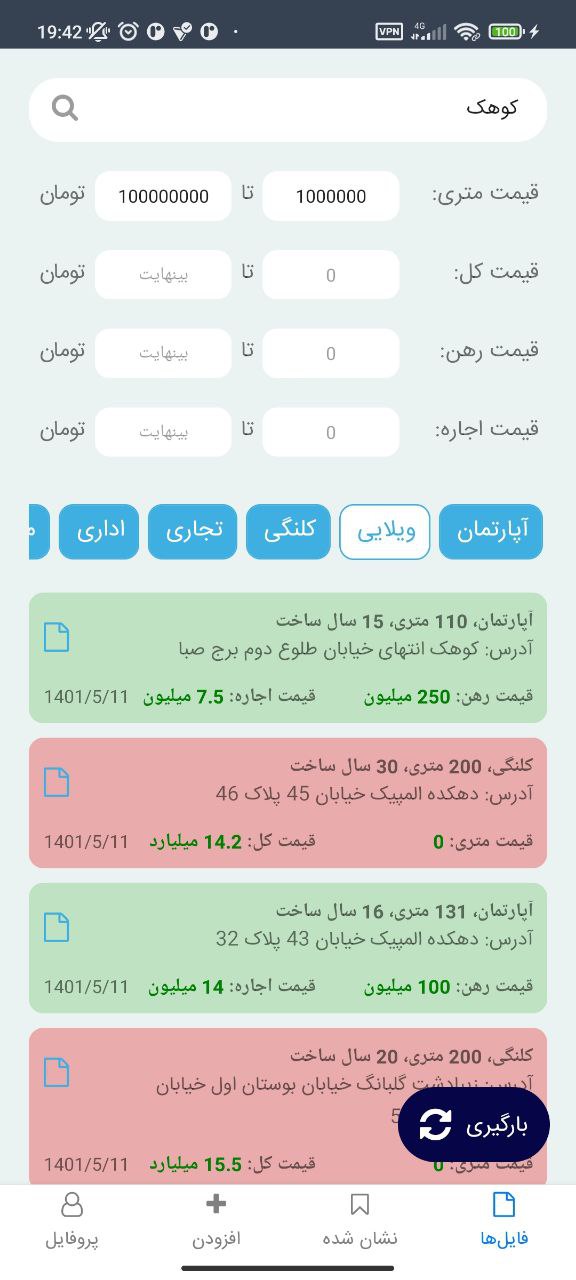 19:42
VPN 4G 100
کوهک
قیمت متری: 1000000 تا 100000000 تومان
قیمت کل: 0 تا بینهایت تومان
قیمت رهن: 0 تا بینهایت تومان
قیمت اجاره: 0 تا بینهایت تومان
آپارتمان ویلایی کلنگی تجاری اداری
آپارتمان، 110 متری، 15 سال ساخت
آدرس: کوهک انتهای خیابان طلوع دوم برج صبا
قیمت رهن: 250 میلیون قیمت اجاره: 7.5 میلیون 1401/5/11
کلنگی، 200 متری، 30 سال ساخت
آدرس: دهکده المپیک خیابان 45 پلاک 46
قیمت متری: 0 قیمت کل: 14.2 میلیارد 1401/5/11
آپارتمان، 131 متری، 16 سال ساخت
آدرس: دهکده المپیک خیابان 43 پلاک 32
قیمت رهن: 100 میلیون قیمت اجاره: 14 میلیون 1401/5/11
کلنگی، 200 متری، 20 سال ساخت
آدرس: زیبادشت گلبانگ خیابان بوستان اول خیابان
بارگیری
قیمت متری: 0 قیمت کل: 15.5 میلیارد 1401/5/11
فایل‌ها نشان شده افزودن پروفایل